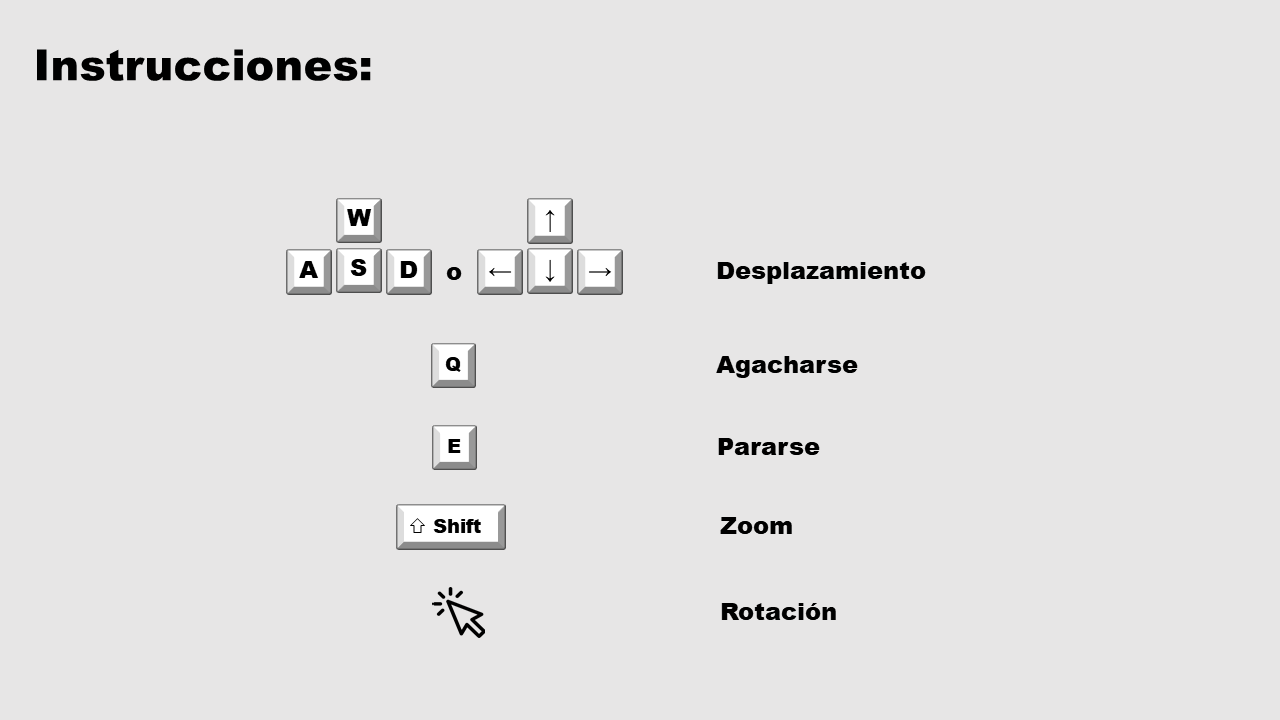 Instrucciones:
W ↑
A S D o ← ↓ → Desplazamiento
Q Agacharse
E Pararse
⇧ Shift Zoom
Rotación